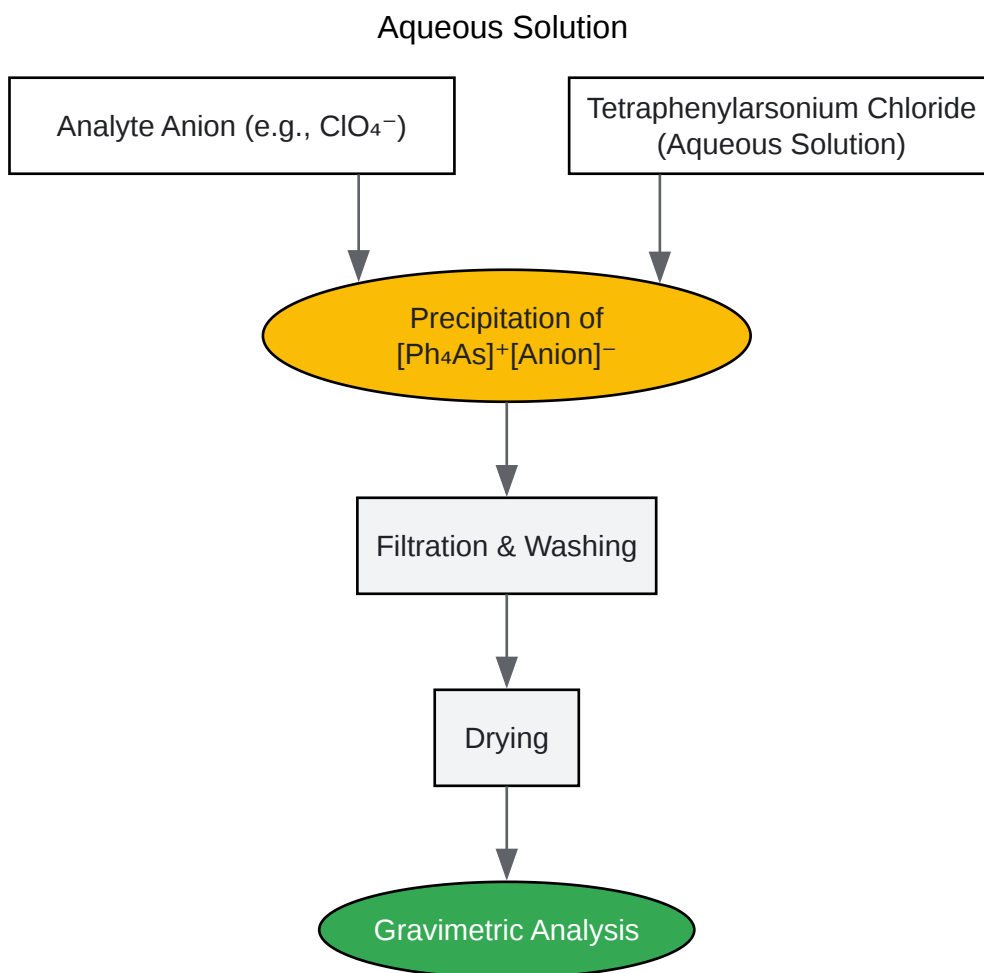 Aqueous Solution
Analyte Anion (e.g., ClO₄⁻)
Tetraphenylarsonium Chloride
(Aqueous Solution)
Precipitation of
[Ph₄As]⁺[Anion]⁻
Filtration & Washing
Drying
Gravimetric Analysis